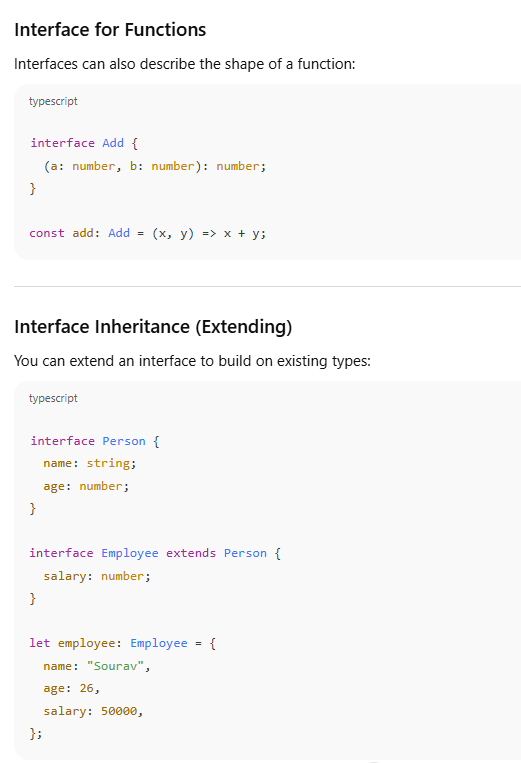 Interface for Functions
Interfaces can also describe the shape of a function:
typescript
interface Add {
  (a: number, b: number): number;
}
const add: Add = (x, y) => x + y;
Interface Inheritance (Extending)
You can extend an interface to build on existing types:
typescript
interface Person {
  name: string;
  age: number;
}
interface Employee extends Person {
  salary: number;
}
let employee: Employee = {
  name: "Sourav",
  age: 26,
  salary: 50000,
};